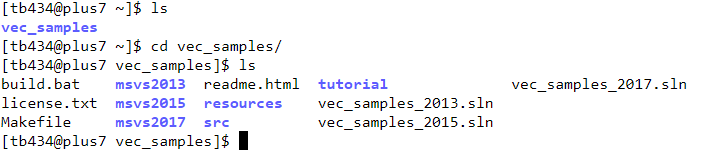 [tb434@plus7 ~]$ ls
vec_samples
[tb434@plus7 ~]$ cd vec_samples/
[tb434@plus7 vec_samples]$ ls
build.bat    msvs2013  readme.html  tutorial              vec_samples_2017.sln
license.txt  msvs2015  resources    vec_samples_2013.sln
Makefile     msvs2017  src          vec_samples_2015.sln
[tb434@plus7 vec_samples]$